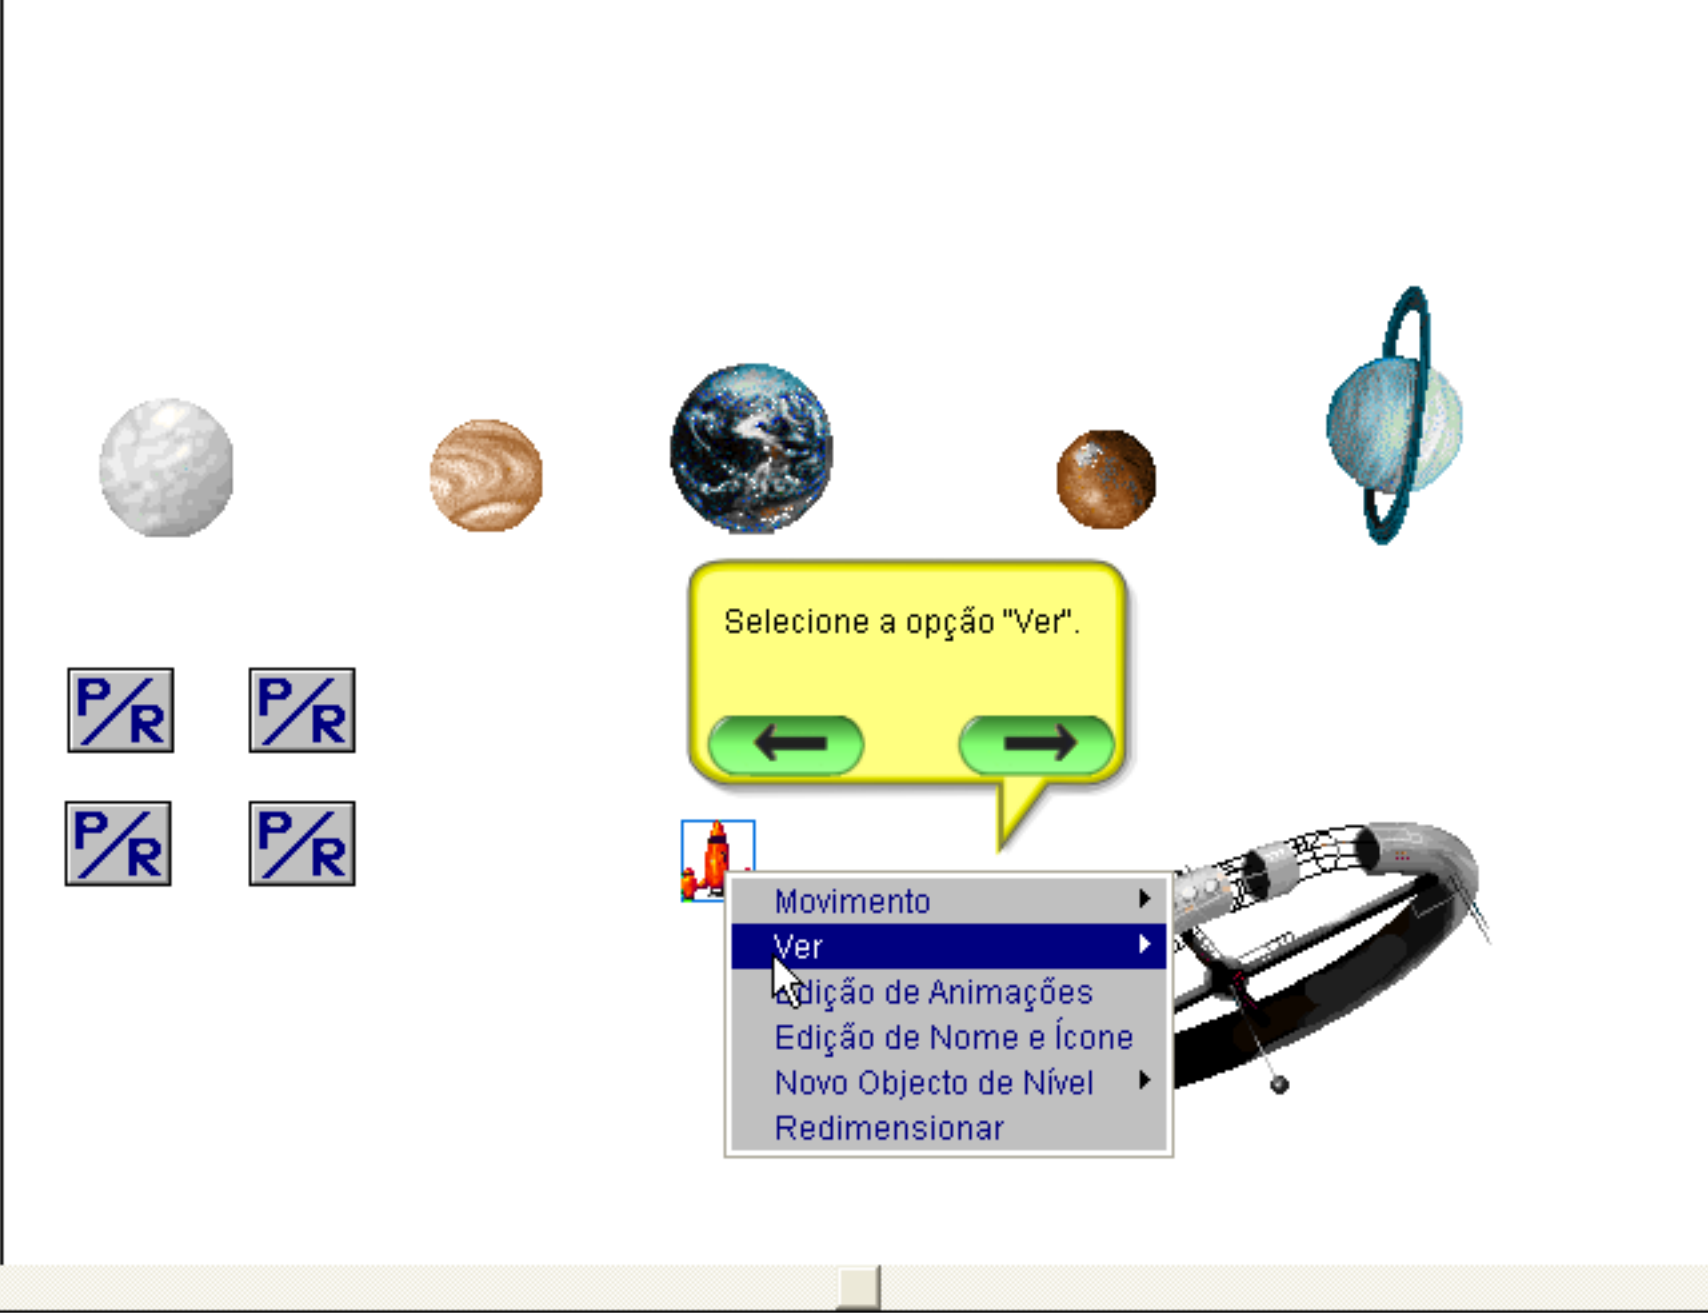 Selecione a opção "Ver".
P/R
P/R
P/R
P/R
Movimento
Ver
Edição de Animações
Edição de Nome e Ícone
Novo Objecto de Nível
Redimensionar